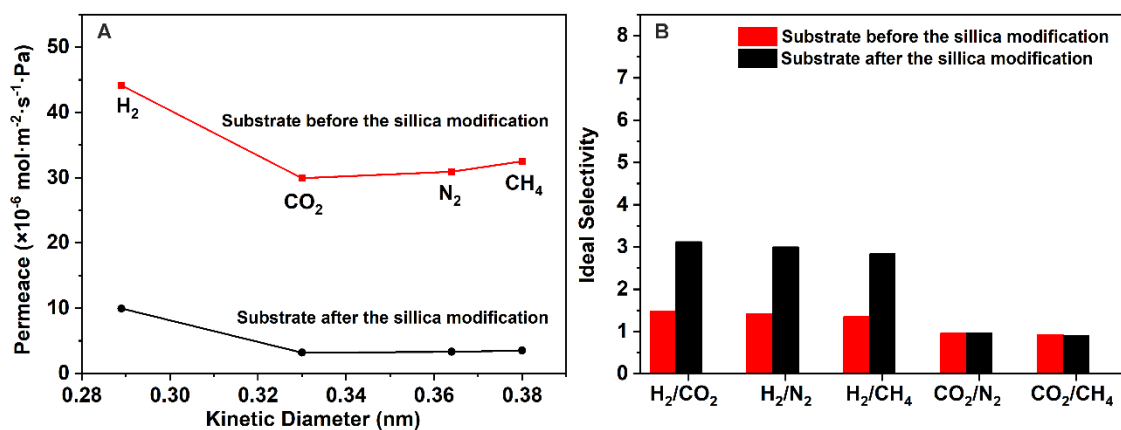 A
Permeace (×10⁻⁶ mol·m⁻²·s⁻¹·Pa)
50
40
30
20
10
0
H₂
Substrate before the sillica modification
CO₂
N₂
CH₄
Substrate after the sillica modification
0.28 0.30 0.32 0.34 0.36 0.38
Kinetic Diameter (nm)
B
Substrate before the sillica modification
Substrate after the sillica modification
Ideal Selectivity
8
7
6
5
4
3
2
1
0
H₂/CO₂ H₂/N₂ H₂/CH₄ CO₂/N₂ CO₂/CH₄